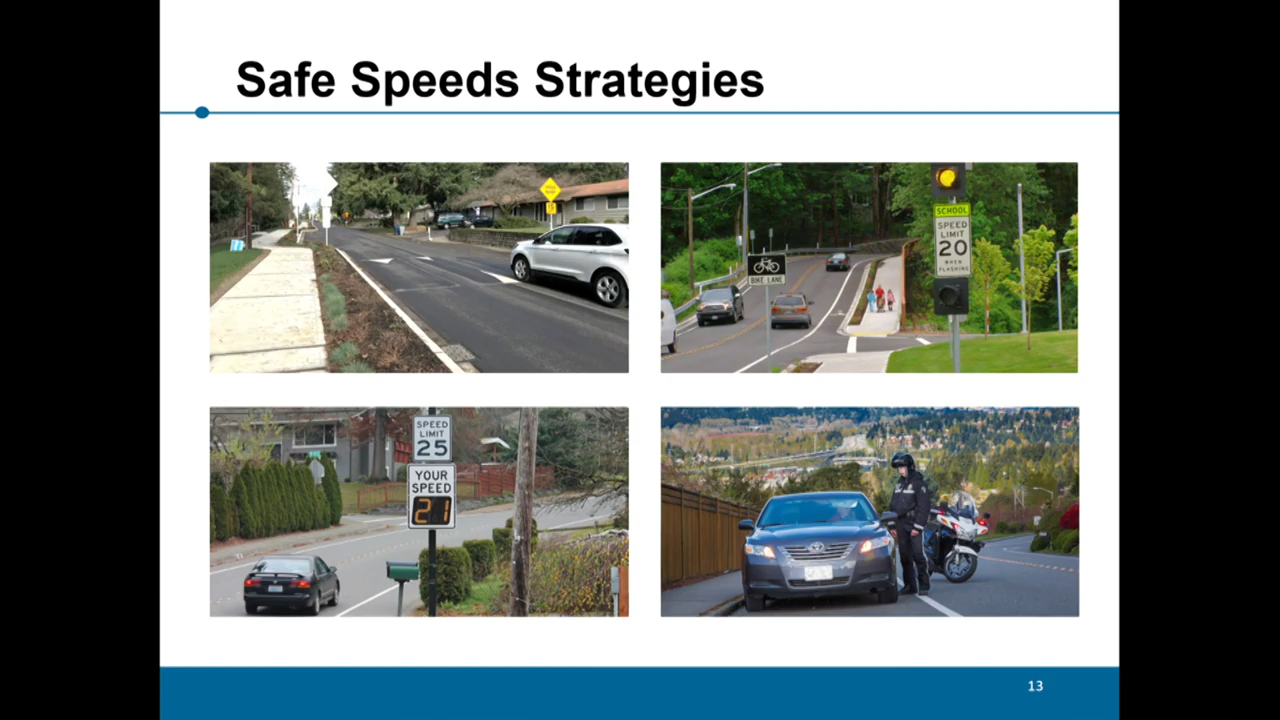 Safe Speeds Strategies
BIKE LANE
SCHOOL
SPEED
LIMIT
20
WHEN
FLASHING
SPEED
LIMIT
25
YOUR
SPEED
21
13